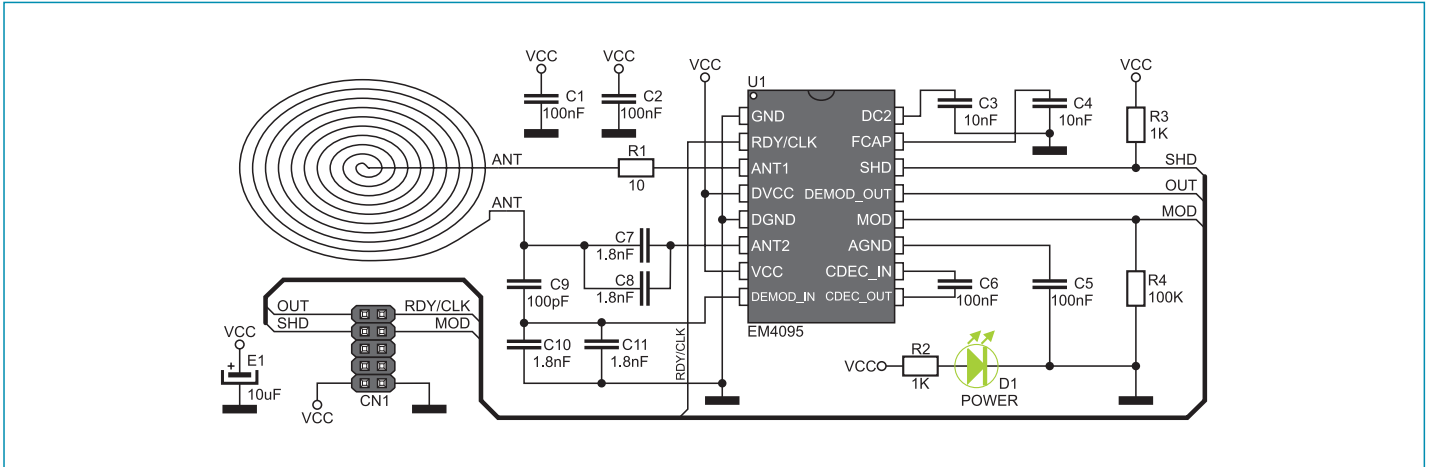 VCC
C1
100nF
VCC
C2
100nF
VCC
U1
GND
RDY/CLK
ANT1
DVCC
DGND
ANT2
VCC
DEMOD_IN
DC2
FCAP
SHD
DEMOD_OUT
MOD
AGND
CDEC_IN
CDEC_OUT
EM4095
C3
10nF
C4
10nF
VCC
R3
1K
SHD
OUT
MOD
ANT
R1
10
ANT
C7
1.8nF
C8
1.8nF
C9
100pF
C10
1.8nF
C11
1.8nF
RDY/CLK
C6
100nF
C5
100nF
R4
100K
VCC
R2
1K
D1
POWER
OUT
SHD
RDY/CLK
MOD
VCC
+
E1
10uF
VCC
CN1